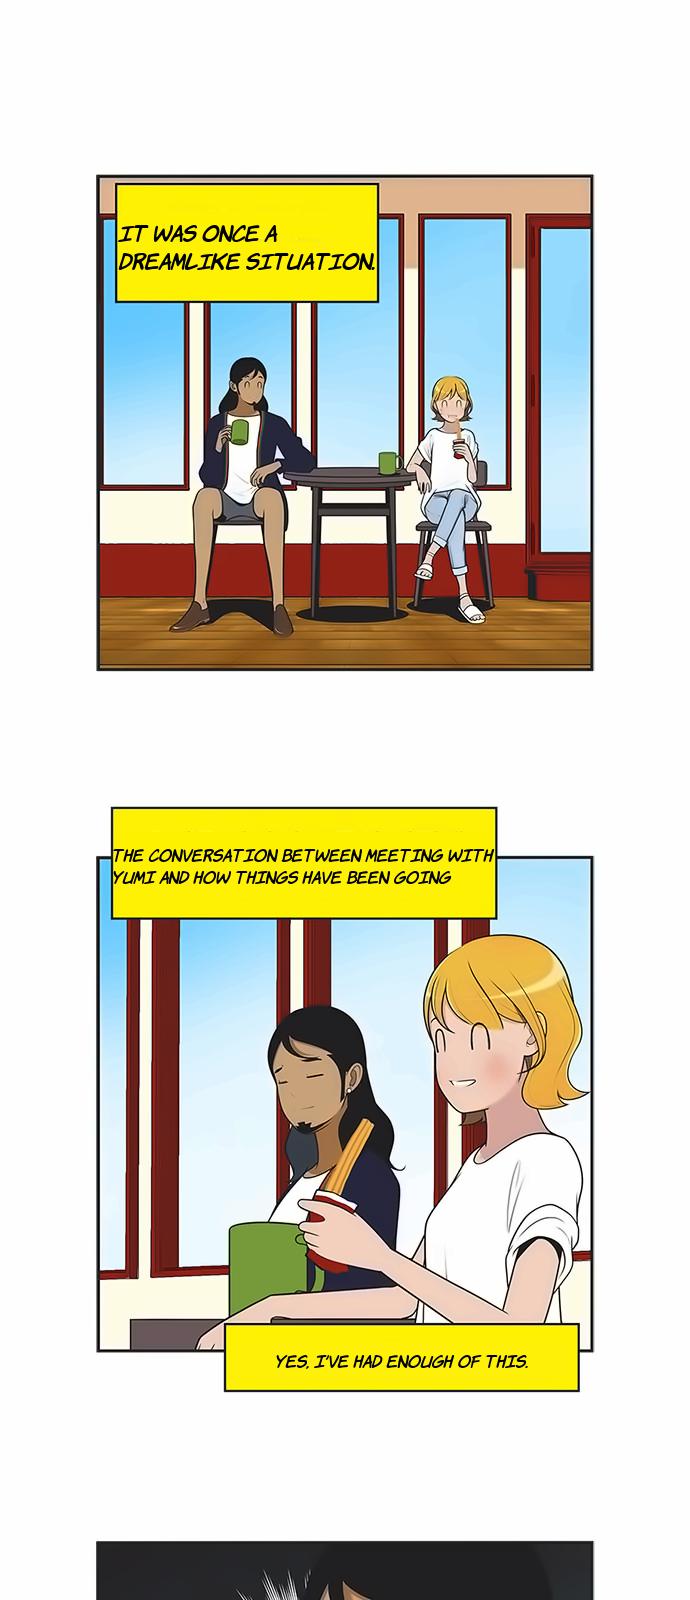 IT WAS ONCE A
DREAMLIKE SITUATION.
THE CONVERSATION BETWEEN MEETING WITH
YUMI AND HOW THINGS HAVE BEEN GOING
YES, I'VE HAD ENOUGH OF THIS.